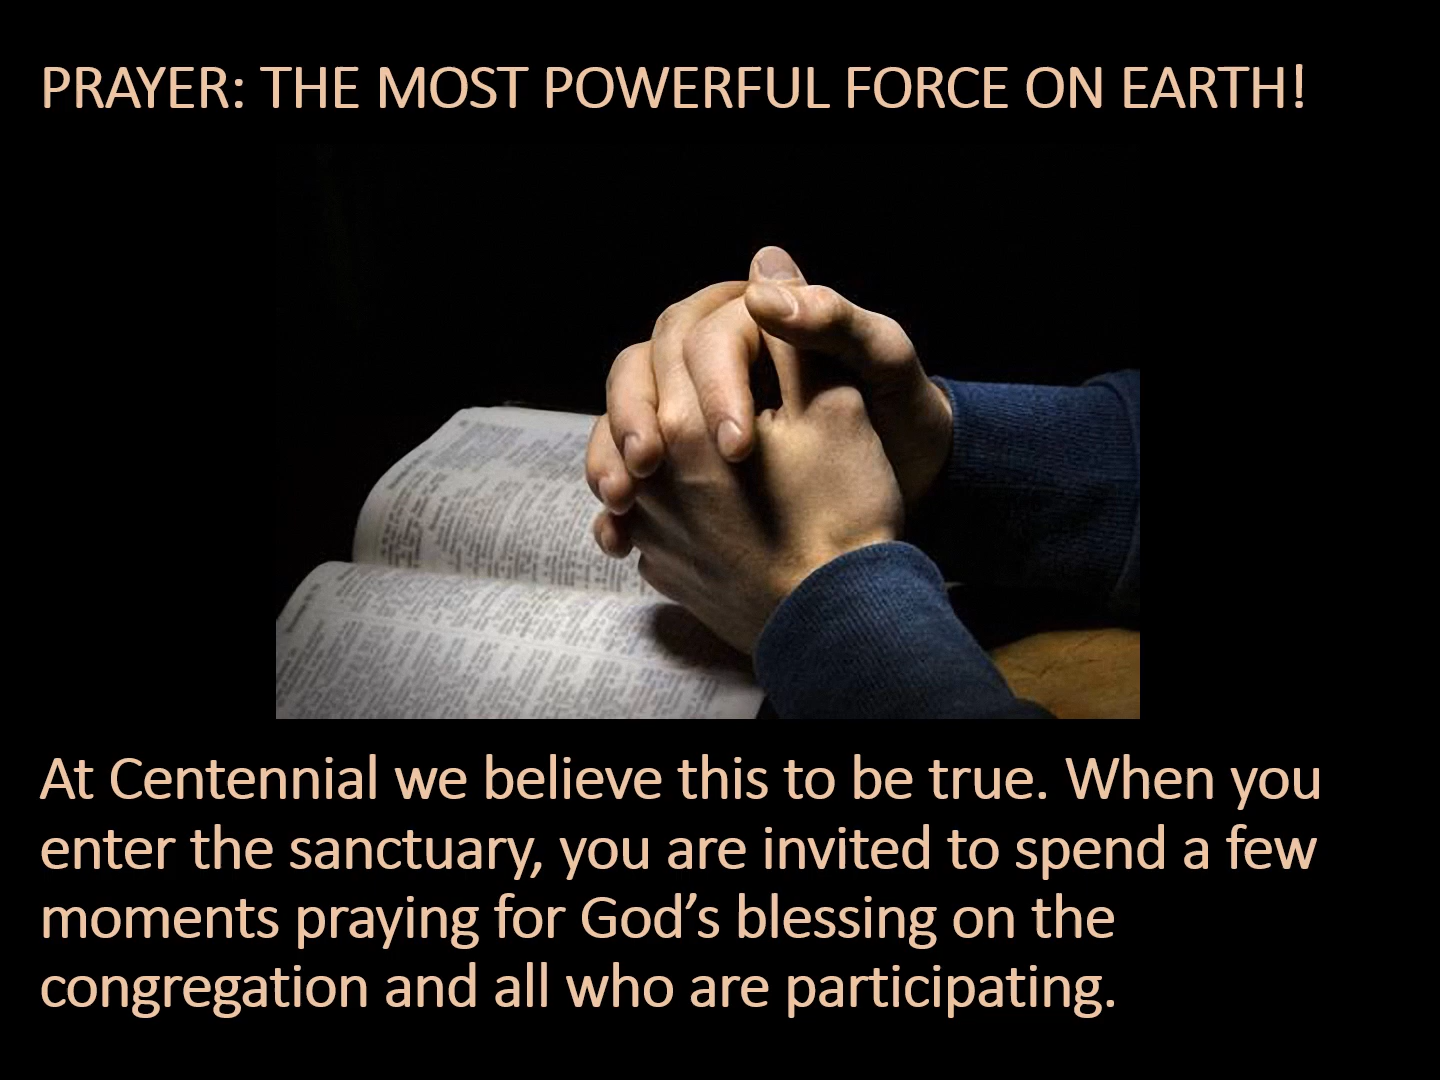 PRAYER: THE MOST POWERFUL FORCE ON EARTH!
At Centennial we believe this to be true. When you
enter the sanctuary, you are invited to spend a few
moments praying for God’s blessing on the
congregation and all who are participating.